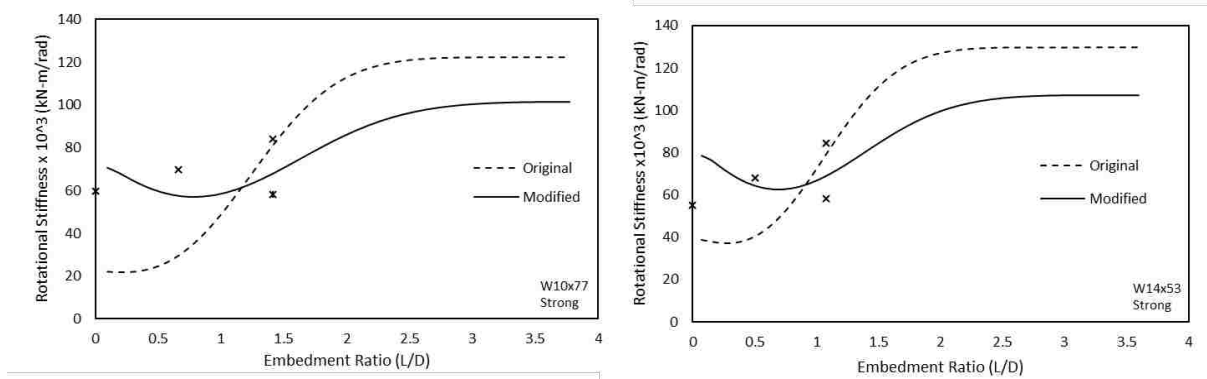 Rotational Stiffness x 10^3 (kN-m/rad)
140
120
100
80
60
40
20
0
Original
Modified
W10x77
Strong
0 0.5 1 1.5 2 2.5 3 3.5 4
Embedment Ratio (L/D)
Rotational Stiffness x10^3 (kN-m/rad)
140
120
100
80
60
40
20
0
Original
Modified
W14x53
Strong
0 0.5 1 1.5 2 2.5 3 3.5 4
Embedment Ratio (L/D)